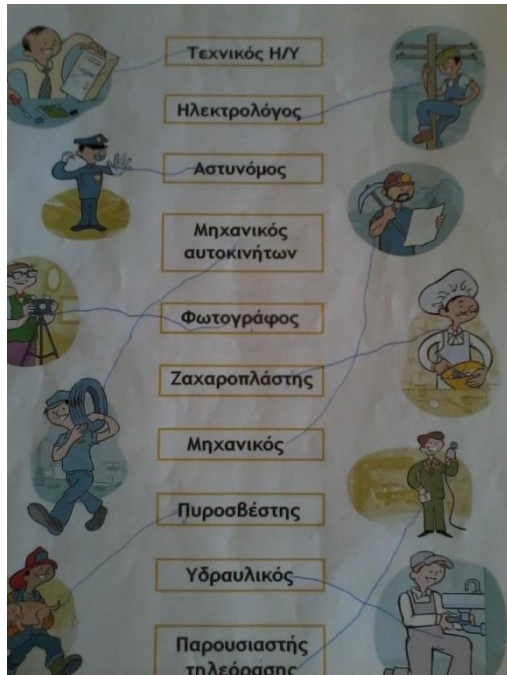 Τεχνικός Η/Υ
Ηλεκτρολόγος
Αστυνόμος
Μηχανικός
αυτοκινήτων
Φωτογράφος
Ζαχαροπλάστης
Μηχανικός
Πυροσβέστης
Υδραυλικός
Παρουσιαστής
τηλεόρασης